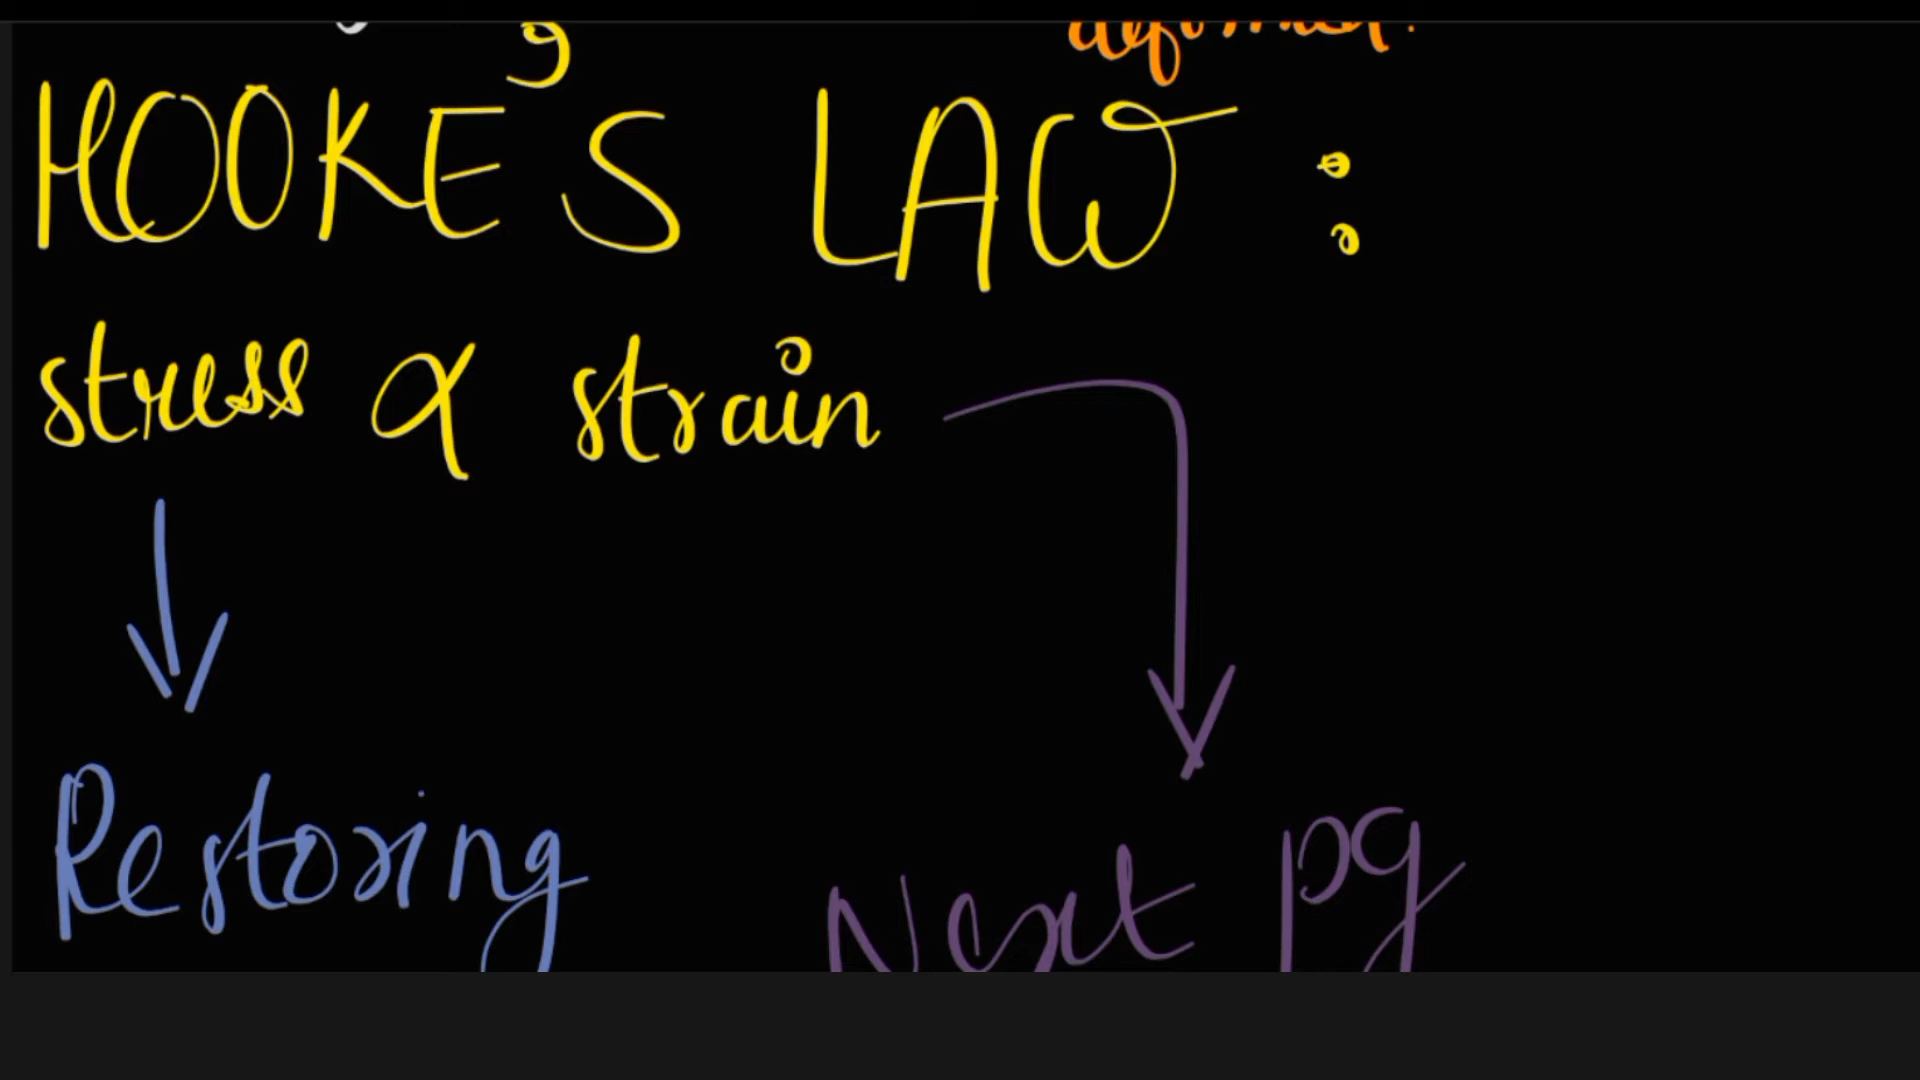 HOOKE'S LAW :
stress α strain
Restoring
Next pg